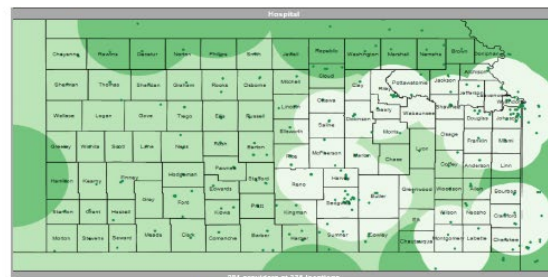 Hospital
Cheyenne Rawlins Decatur Norton Phillips Smith Jewell Republic Washington Marshall Nemaha Brown Doniphan
Cloud Atchison
Sherman Thomas Sheridan Graham Rooks Osborne Mitchell Clay Riley Pottawatomie Jackson
Ottawa Jefferson
Lincoln Shawnee
Wallace Logan Gove Trego Ellis Russell Saline Dickinson Geary Wabaunsee Douglas Johnson
Ellsworth Morris Osage Franklin Miami
Greeley Wichita Scott Lane Ness Rush Barton McPherson Marion Chase Lyon
Rice Coffey Anderson Linn
Pawnee
Hamilton Kearny Finney Hodgeman Stafford Reno Harvey
Edwards Greenwood Woodson Allen Bourbon
Gray Ford Sedgwick Butler
Stanton Grant Haskell Kiowa Pratt Kingman Wilson Neosho Crawford
Elk
Morton Stevens Seward Meade Clark Comanche Barber Harper Sumner Cowley Chautauqua Montgomery Labette Cherokee